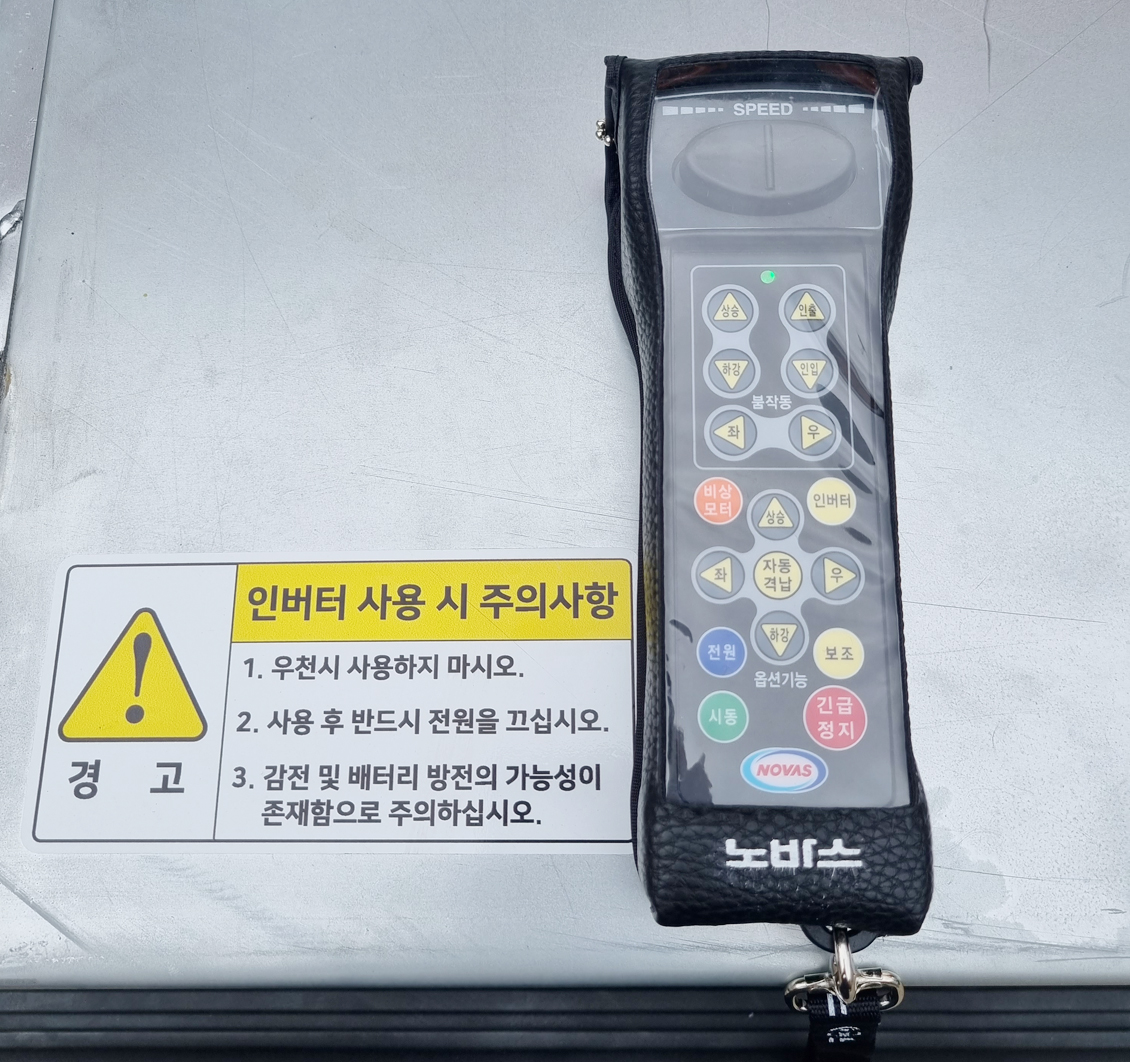 SPEED
상승
인출
하강
인입
붐작동
좌
우
비상
모터
인버터
상승
좌
자동
격납
우
하강
전원
보조
옵션기능
시동
긴급
정지
NOVAS
노바스
인버터 사용 시 주의사항
1. 우천시 사용하지 마시오.
2. 사용 후 반드시 전원을 끄십시오.
3. 감전 및 배터리 방전의 가능성이
존재함으로 주의하십시오.
경 고